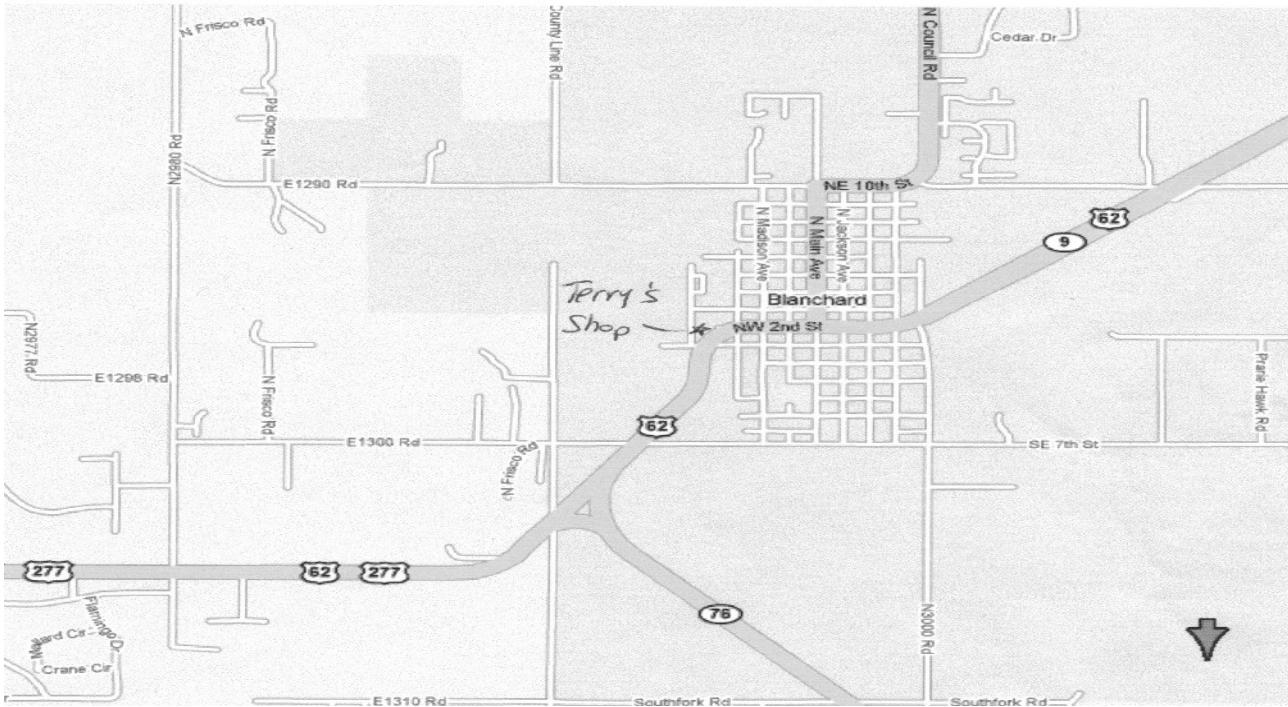 N Frisco Rd
County Line Rd
N Council Rd
Cedar Dr
N2980 Rd
N Frisco Rd
E1290 Rd
NE 10th St
N Madison Ave
N Main Ave
N Jackson Ave
62
9
Terry's
Shop
Blanchard
NW 2nd St
N2977 Rd
E1298 Rd
N Frisco Rd
Prarie Hawk Rd
62
E1300 Rd
SE 7th St
N Frisco Rd
277
62
277
76
N3000 Rd
Flamingo Dr
Mallard Cir
Crane Cir
E1310 Rd
Southfork Rd
Southfork Rd